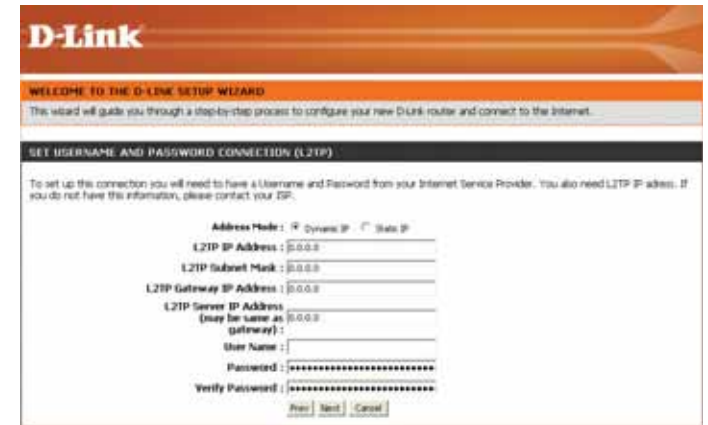 D-Link
WELCOME TO THE D-LINK SETUP WIZARD
This wizard will guide you through a step-by-step process to configure your new D-Link router and connect to the Internet.
SET USERNAME AND PASSWORD CONNECTION (L2TP)
To set up this connection you will need to have a Username and Password from your Internet Service Provider. You also need L2TP IP adress. If
you do not have this information, please contact your ISP.
Address Mode : Dynamic IP Static IP
L2TP IP Address : 0.0.0.0
L2TP Subnet Mask : 0.0.0.0
L2TP Gateway IP Address : 0.0.0.0
L2TP Server IP Address
(may be same as 0.0.0.0
gateway) :
User Name :
Password : ••••••••••••••••••••••••
Verify Password : ••••••••••••••••••••••••
Prev Next Cancel